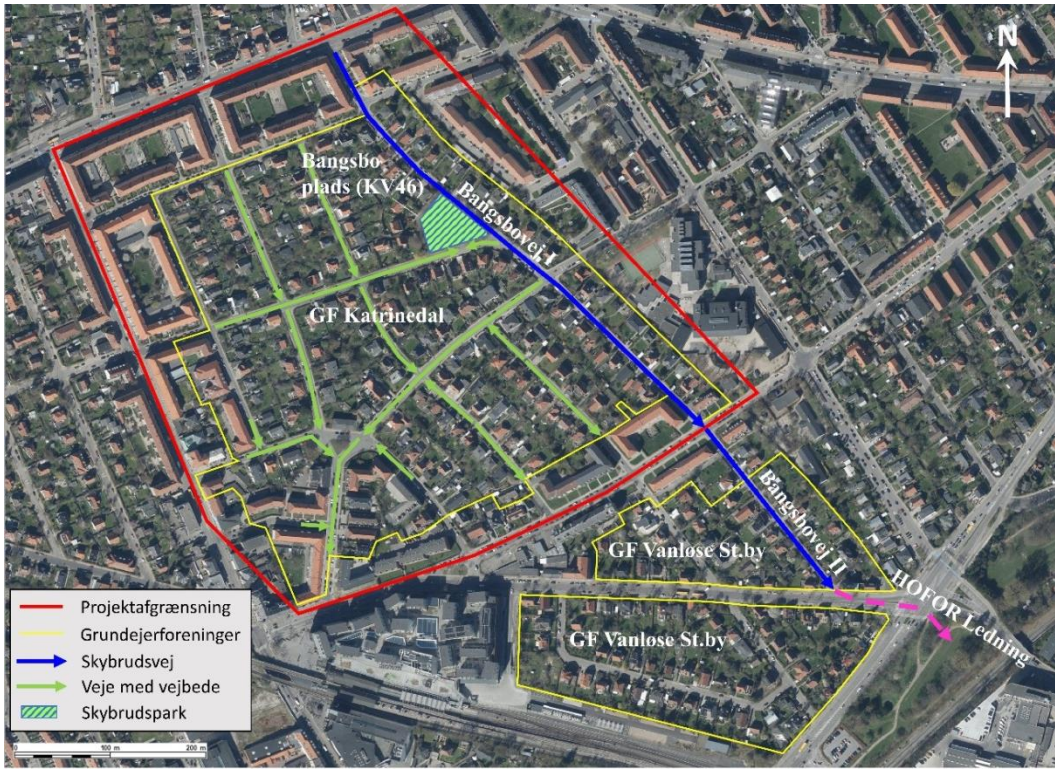 N
Bangsbo
plads (KV46)
Bangsbovej I
GF Katrinedal
Bangsbovej II
GF Vanløse St.by
HOFOR Ledning
GF Vanløse St.by
Projektafgrænsning
Grundejerforeninger
Skybrudsvej
Veje med vejbede
Skybrudspark
0 100 m 200 m